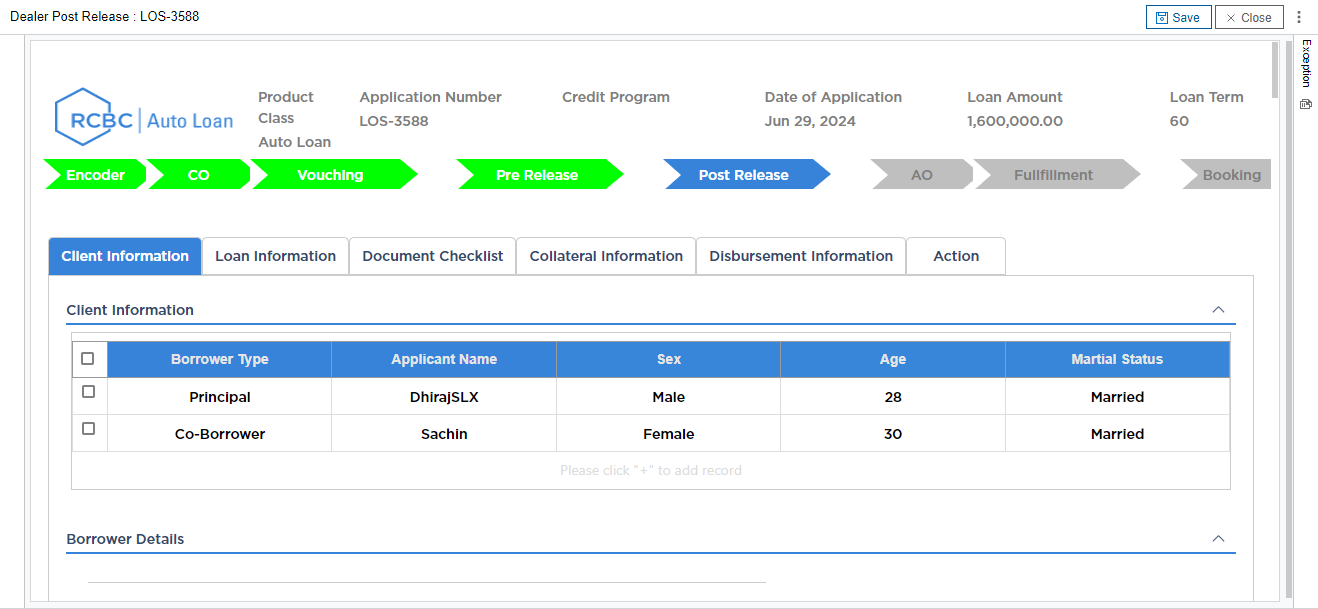 Dealer Post Release : LOS-3588
Save
Close
Exception
RCBC Auto Loan
Product Class
Auto Loan
Application Number
LOS-3588
Credit Program
Date of Application
Jun 29, 2024
Loan Amount
1,600,000.00
Loan Term
60
Encoder
CO
Vouching
Pre Release
Post Release
AO
Fullfillment
Booking
Client Information
Loan Information
Document Checklist
Collateral Information
Disbursement Information
Action
Client Information
Borrower Type Applicant Name Sex Age Martial Status
Principal DhirajSLX Male 28 Married
Co-Borrower Sachin Female 30 Married
Please click "+" to add record
Borrower Details